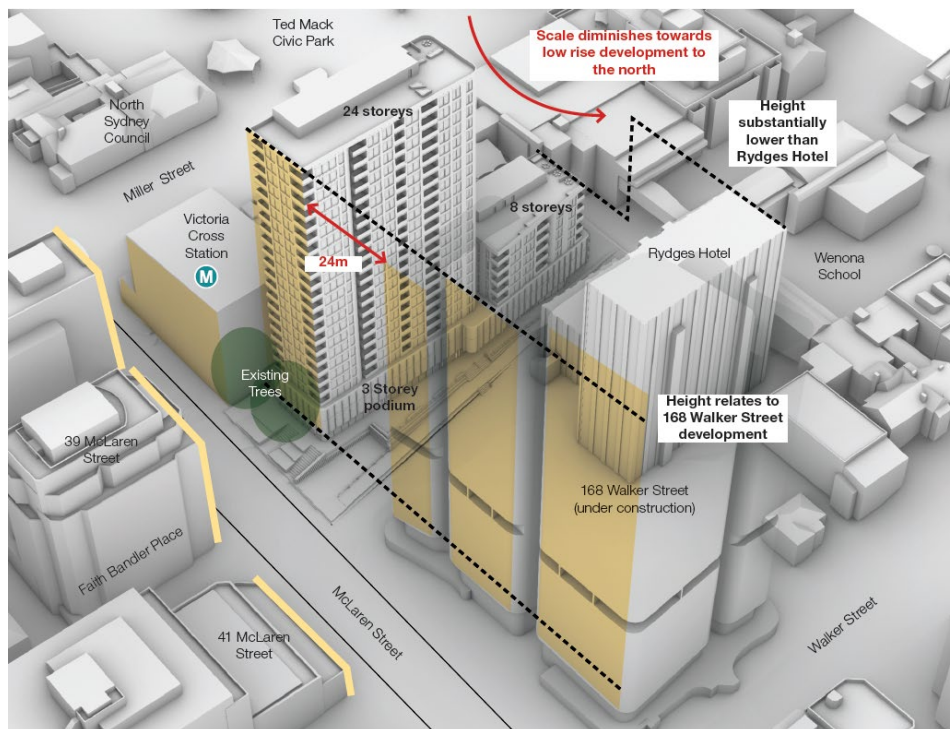 Ted Mack
Civic Park
Scale diminishes towards
low rise development to
the north
North
Sydney
Council
24 storeys
Height
substantially
lower than
Rydges Hotel
Miller Street
Victoria
Cross
Station
M
8 storeys
24m
Rydges Hotel
Wenona
School
Existing
Trees
3 Storey
podium
Height relates to
168 Walker Street
development
39 McLaren
Street
168 Walker Street
(under construction)
Faith Bandler Place
McLaren Street
41 McLaren
Street
Walker Street